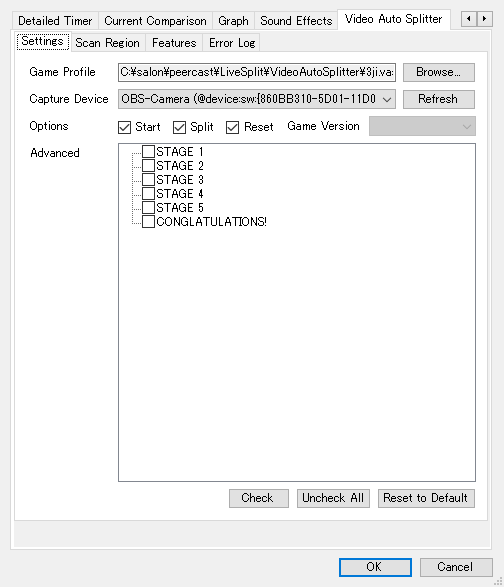 Detailed Timer Current Comparison Graph Sound Effects Video Auto Splitter
Settings Scan Region Features Error Log
Game Profile C:¥salon¥peercast¥LiveSplit¥VideoAutoSplitter¥3ji.va Browse...
Capture Device OBS-Camera (@device:sw:{860BB310-5D01-11D0 Refresh
Options Start Split Reset Game Version
Advanced
STAGE 1
STAGE 2
STAGE 3
STAGE 4
STAGE 5
CONGLATULATIONS!
Check Uncheck All Reset to Default
OK Cancel